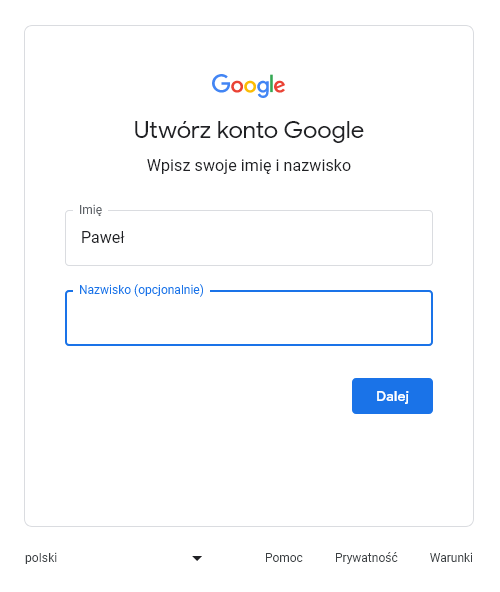 Google
Utwórz konto Google
Wpisz swoje imię i nazwisko
Imię
Paweł
Nazwisko (opcjonalnie)
Dalej
polski
Pomoc
Prywatność
Warunki